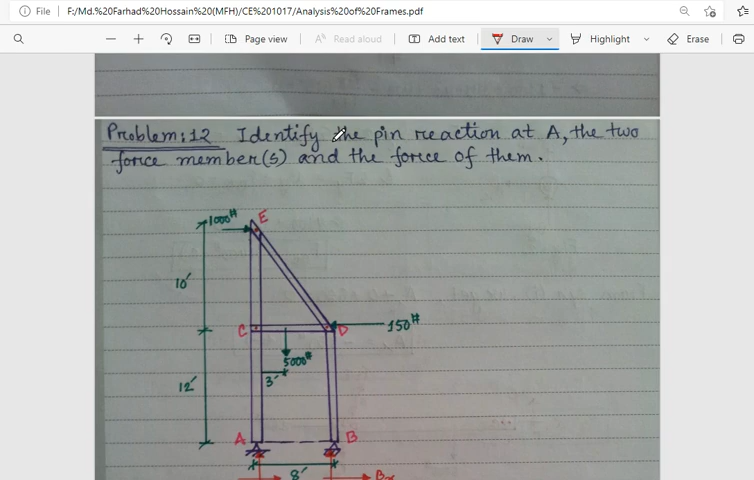 File
F:/Md.%20Farhad%20Hossain%20(MFH)/CE%201017/Analysis%20of%20Frames.pdf
Page view
Read aloud
Add text
Draw
Highlight
Erase
Problem:12 Identify the pin reaction at A, the two
force member(s) and the force of them.
1000#
E
10'
C
D
150#
5000#
3'
12'
A
B
8'
Bx